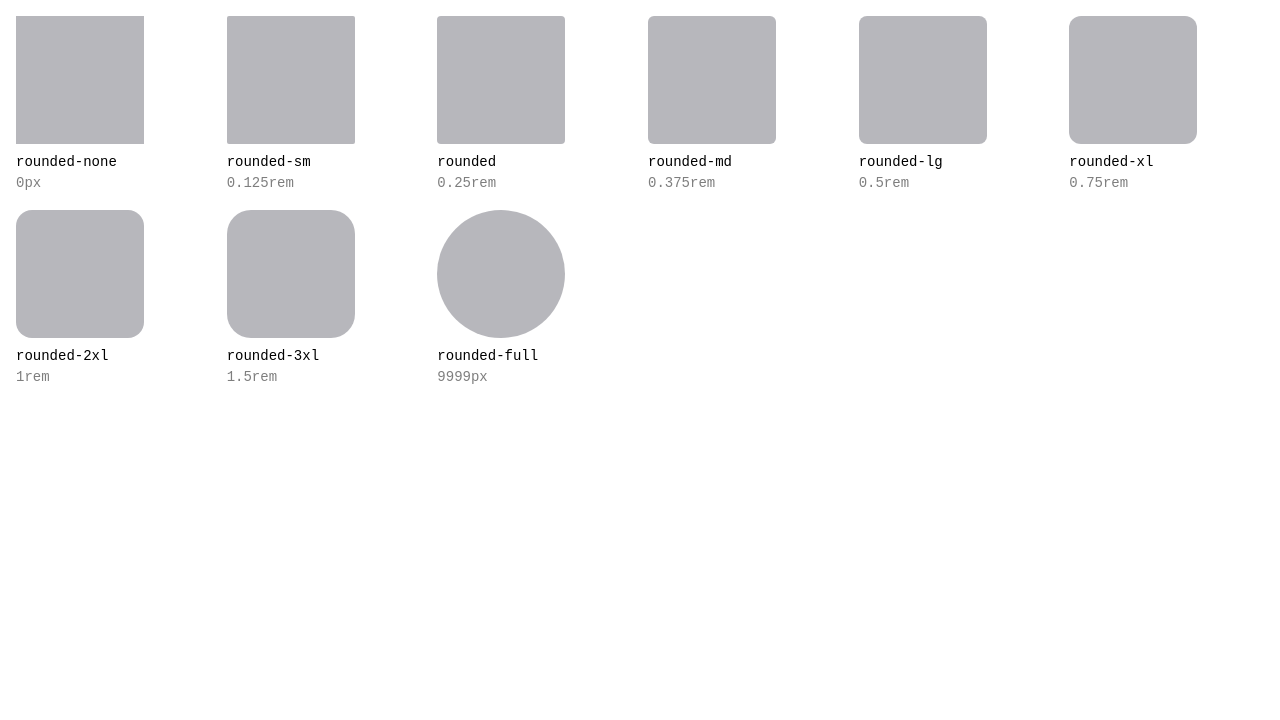 rounded-none
0px
rounded-sm
0.125rem
rounded
0.25rem
rounded-md
0.375rem
rounded-lg
0.5rem
rounded-xl
0.75rem
rounded-2xl
1rem
rounded-3xl
1.5rem
rounded-full
9999px